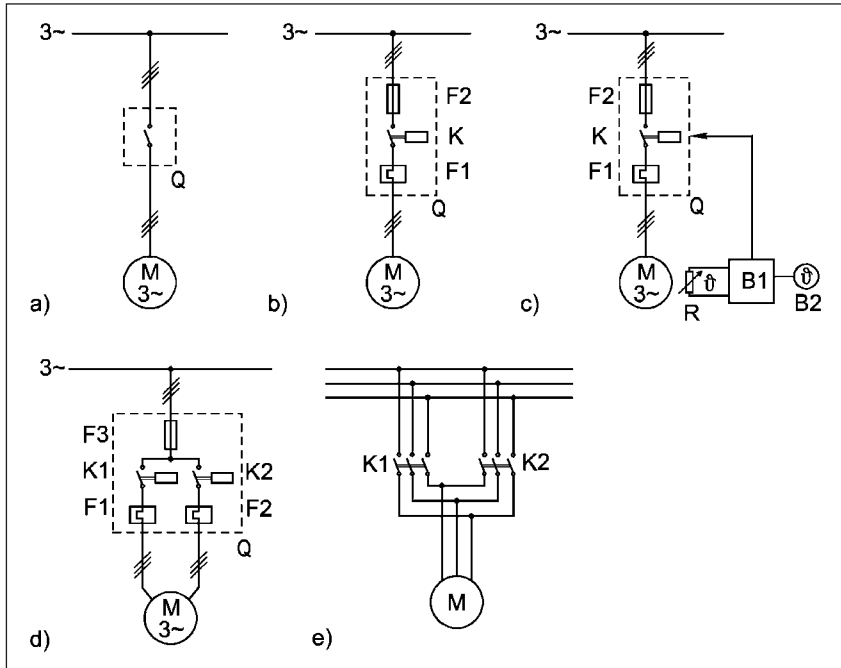 3~
Q
M
3~
a)
3~
F2
K
F1
Q
M
3~
b)
3~
F2
K
F1
Q
M
3~
R
ϑ
B1
ϑ
B2
c)
3~
F3
K1
K2
F1
F2
Q
M
3~
d)
K1
K2
M
e)